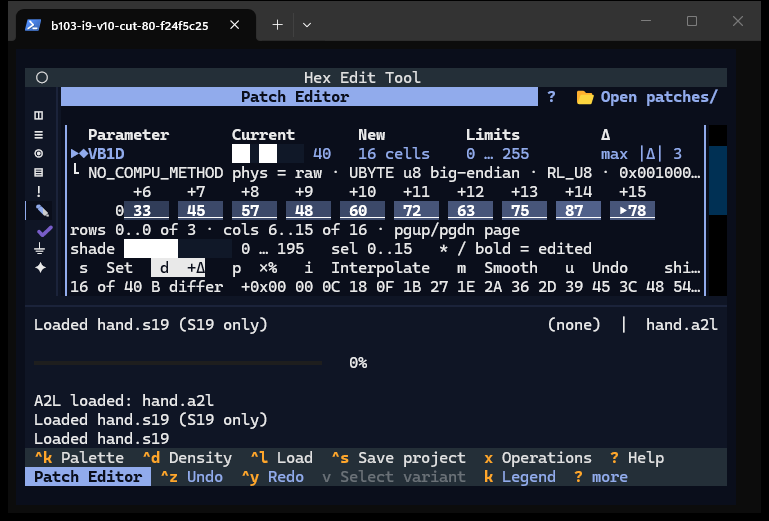 b103-i9-v10-cut-80-f24f5c25
Hex Edit Tool
Patch Editor ? Open patches/
Parameter Current New Limits Δ
▶◆VB1D 40 16 cells 0 … 255 max |Δ| 3
└ NO_COMPU_METHOD phys = raw · UBYTE u8 big-endian · RL_U8 · 0x001000…
+6 +7 +8 +9 +10 +11 +12 +13 +14 +15
0 33 45 57 48 60 72 63 75 87 ▸78
rows 0..0 of 3 · cols 6..15 of 16 · pgup/pgdn page
shade 0 … 195 sel 0..15 * / bold = edited
s Set d +Δ p ×% i Interpolate m Smooth u Undo shi…
16 of 40 B differ +0x00 00 0C 18 0F 1B 27 1E 2A 36 2D 39 45 3C 48 54…
Loaded hand.s19 (S19 only) (none) | hand.a2l
0%
A2L loaded: hand.a2l
Loaded hand.s19 (S19 only)
Loaded hand.s19
^k Palette ^d Density ^l Load ^s Save project x Operations ? Help
Patch Editor ^z Undo ^y Redo v Select variant k Legend ? more